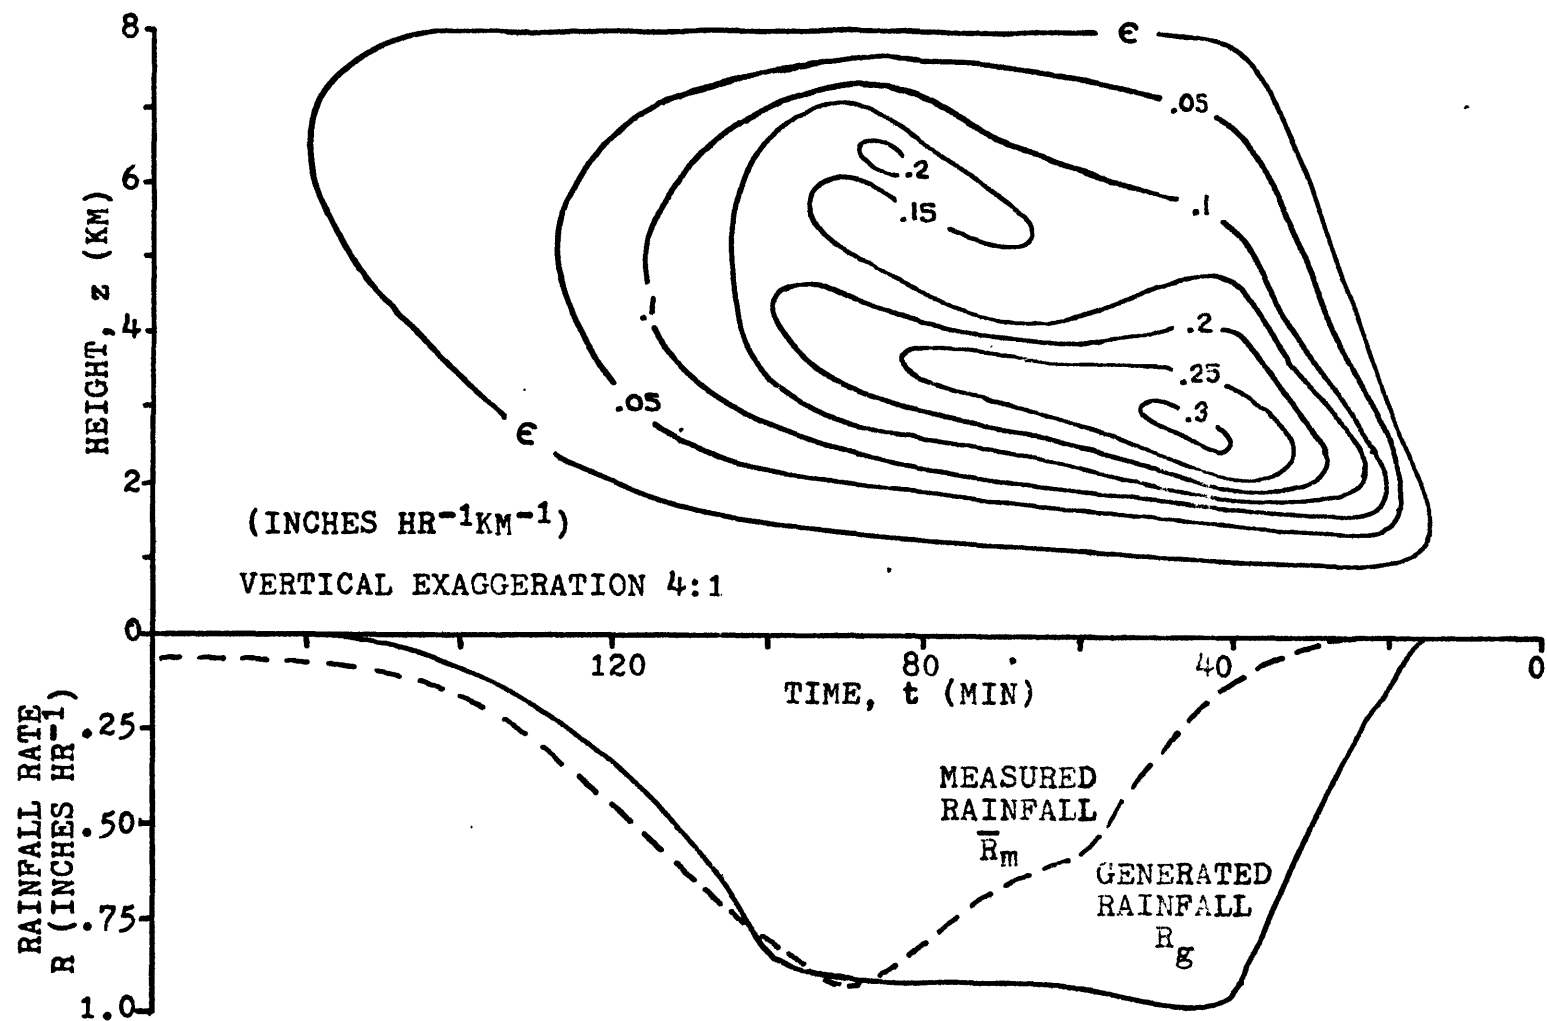 8
ϵ
.05
6
.2
.15
.1
HEIGHT, z (KM)
.1
4
.2
.25
.3
.05
ϵ
2
(INCHES HR⁻¹KM⁻¹)
VERTICAL EXAGGERATION 4:1
0
120
80
40
0
TIME, t (MIN)
RAINFALL RATE
R (INCHES HR⁻¹)
.25
.50
.75
1.0
MEASURED
RAINFALL
R̅m
GENERATED
RAINFALL
Rg